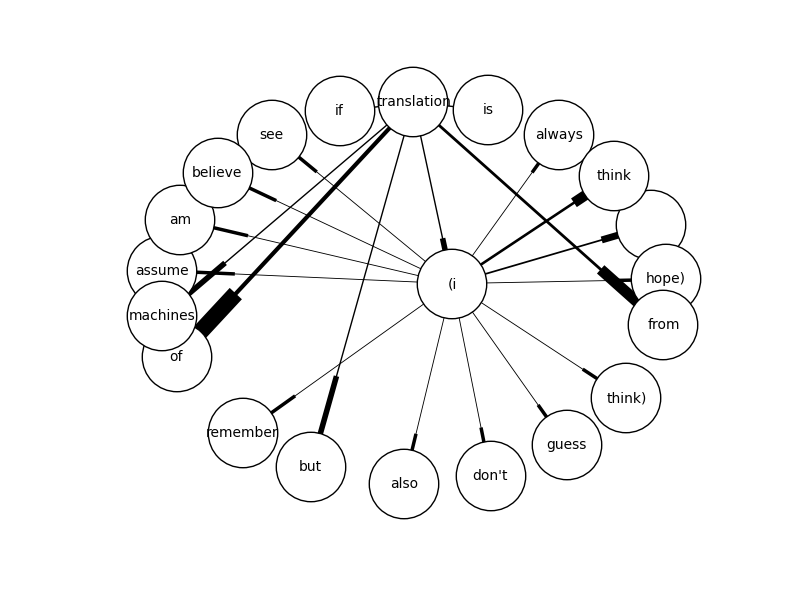 translation
if
is
see
always
believe
think
am
assume
hope)
(i
machines
from
of
think)
remember
guess
but
also
don't